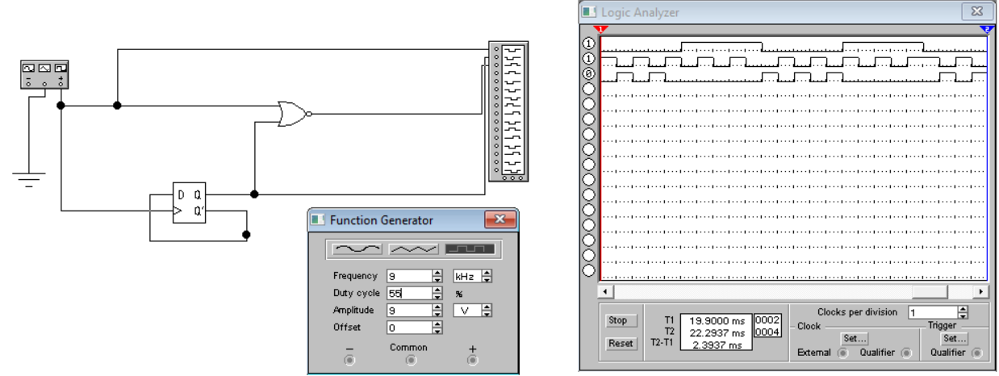 Logic Analyzer
1 2
1
1
0
− +
D Q
Q'
Function Generator
Frequency 9 kHz
Duty cycle 55 %
Amplitude 9 V
Offset 0
− Common +
Stop
Reset
T1 19.9000 ms 0002
T2 22.2937 ms 0004
T2-T1 2.3937 ms
Clocks per division 1
Clock
Set...
External Qualifier
Trigger
Set...
Qualifier